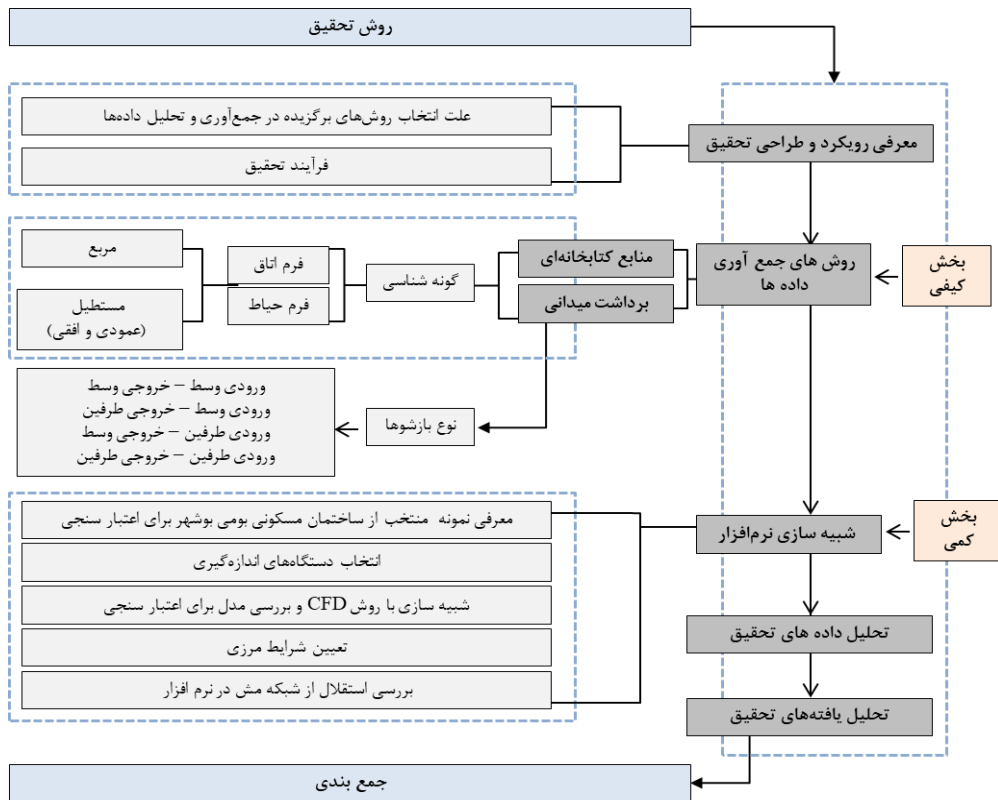 روش تحقیق
معرفی رویکرد و طراحی تحقیق
علت انتخاب روش‌های برگزیده در جمع‌آوری و تحلیل داده‌ها
فرآیند تحقیق
بخش
کیفی
روش های جمع آوری
داده ها
منابع کتابخانه‌ای
برداشت میدانی
گونه شناسی
فرم اتاق
فرم حیاط
مربع
مستطیل
(عمودی و افقی)
نوع بازشوها
ورودی وسط – خروجی وسط
ورودی وسط – خروجی طرفین
ورودی طرفین – خروجی وسط
ورودی طرفین – خروجی طرفین
بخش
کمی
شبیه سازی نرم‌افزار
معرفی نمونه منتخب از ساختمان مسکونی بومی بوشهر برای اعتبار سنجی
انتخاب دستگاه‌های اندازه‌گیری
شبیه سازی با روش CFD و بررسی مدل برای اعتبار سنجی
تعیین شرایط مرزی
بررسی استقلال از شبکه مش در نرم افزار
تحلیل داده های تحقیق
تحلیل یافته‌های تحقیق
جمع بندی